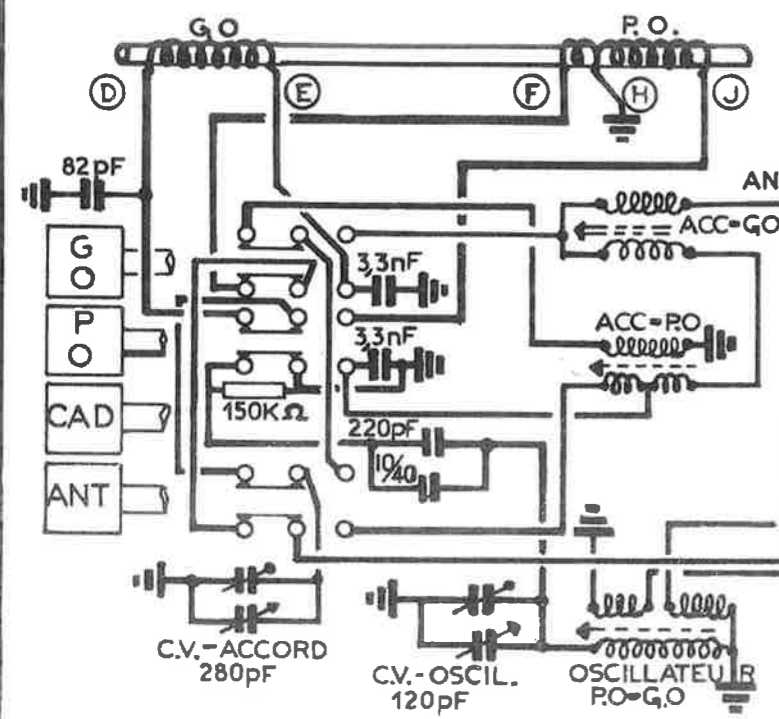 G.O
P.O.
D
E
F
H
J
82pF
AN
ACC=GO
G
O
3,3nF
P
O
ACC=P.O
3,3nF
150KΩ
CAD
220pF
10/40
ANT
C.V.-ACCORD
280pF
C.V.-OSCIL.
120pF
OSCILLATEUR
P.O=G.O